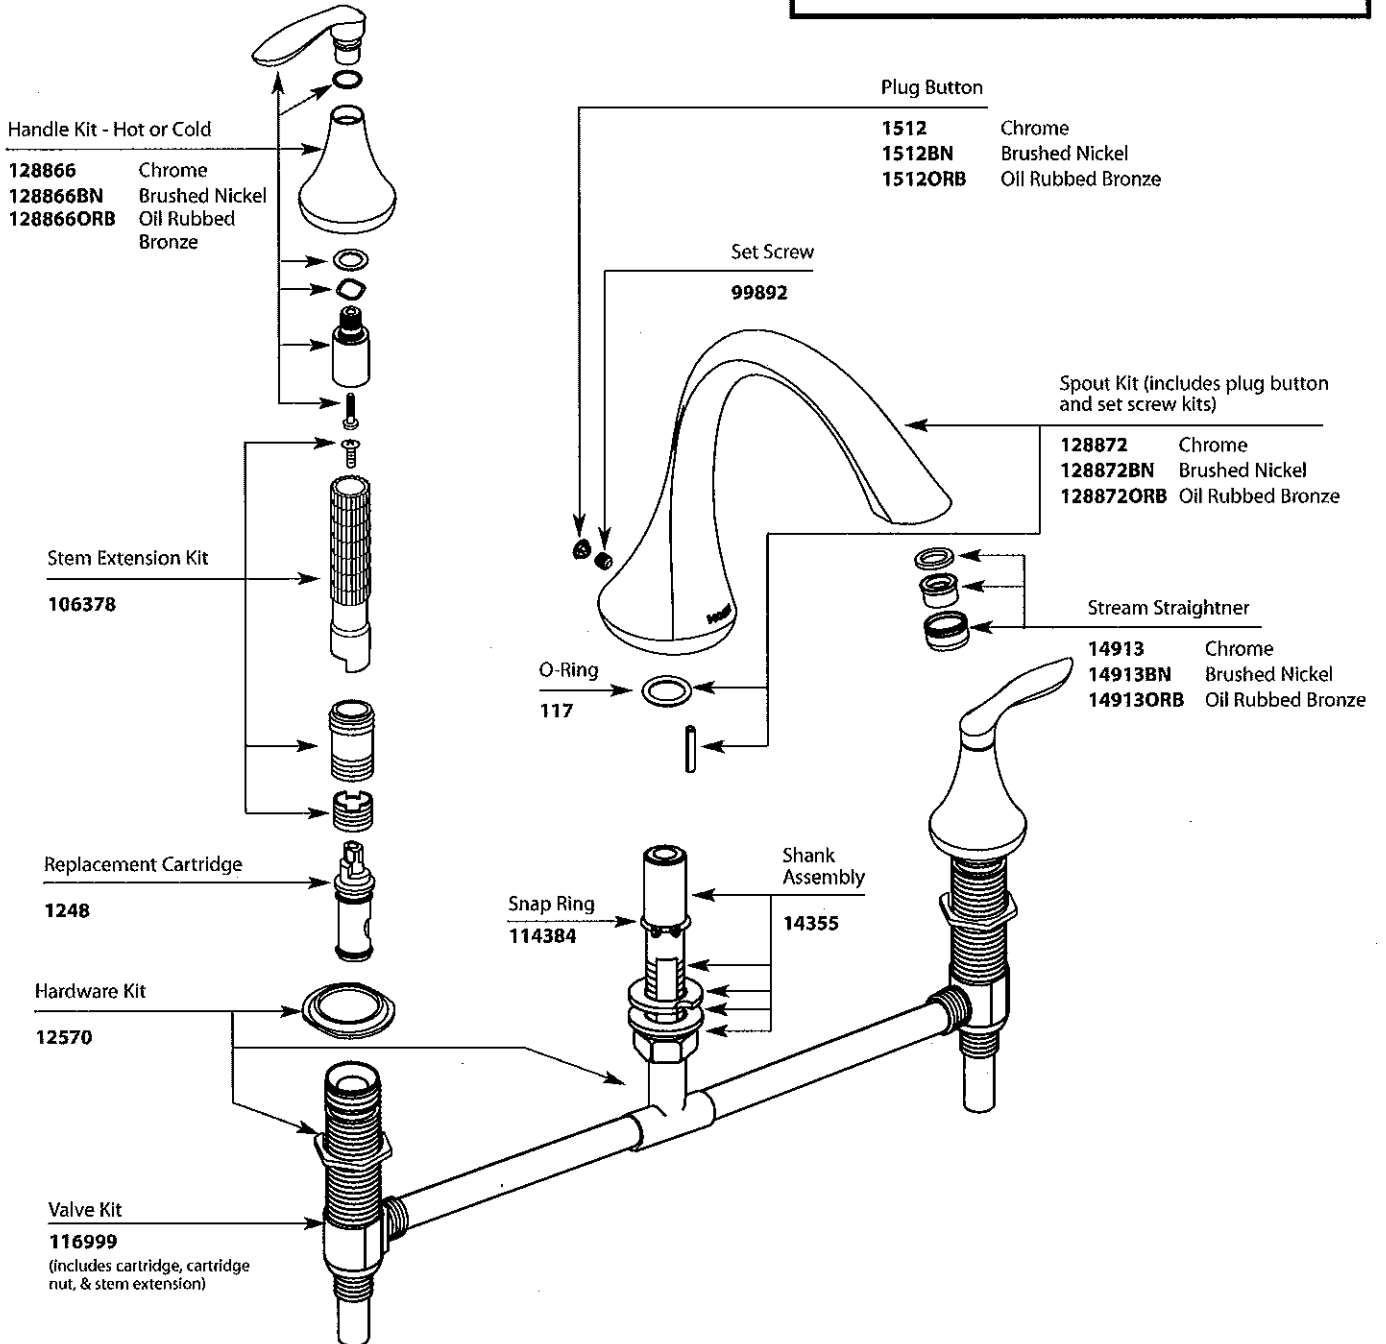 Plug Button
1512 Chrome
1512BN Brushed Nickel
1512ORB Oil Rubbed Bronze
Handle Kit - Hot or Cold
128866 Chrome
128866BN Brushed Nickel
128866ORB Oil Rubbed
Bronze
Set Screw
99892
Spout Kit (includes plug button
and set screw kits)
128872 Chrome
128872BN Brushed Nickel
128872ORB Oil Rubbed Bronze
Stem Extension Kit
106378
Stream Straightner
14913 Chrome
14913BN Brushed Nickel
14913ORB Oil Rubbed Bronze
O-Ring
117
Replacement Cartridge
1248
Shank
Assembly
14355
Snap Ring
114384
Hardware Kit
12570
Valve Kit
116999
(includes cartridge, cartridge
nut, & stem extension)